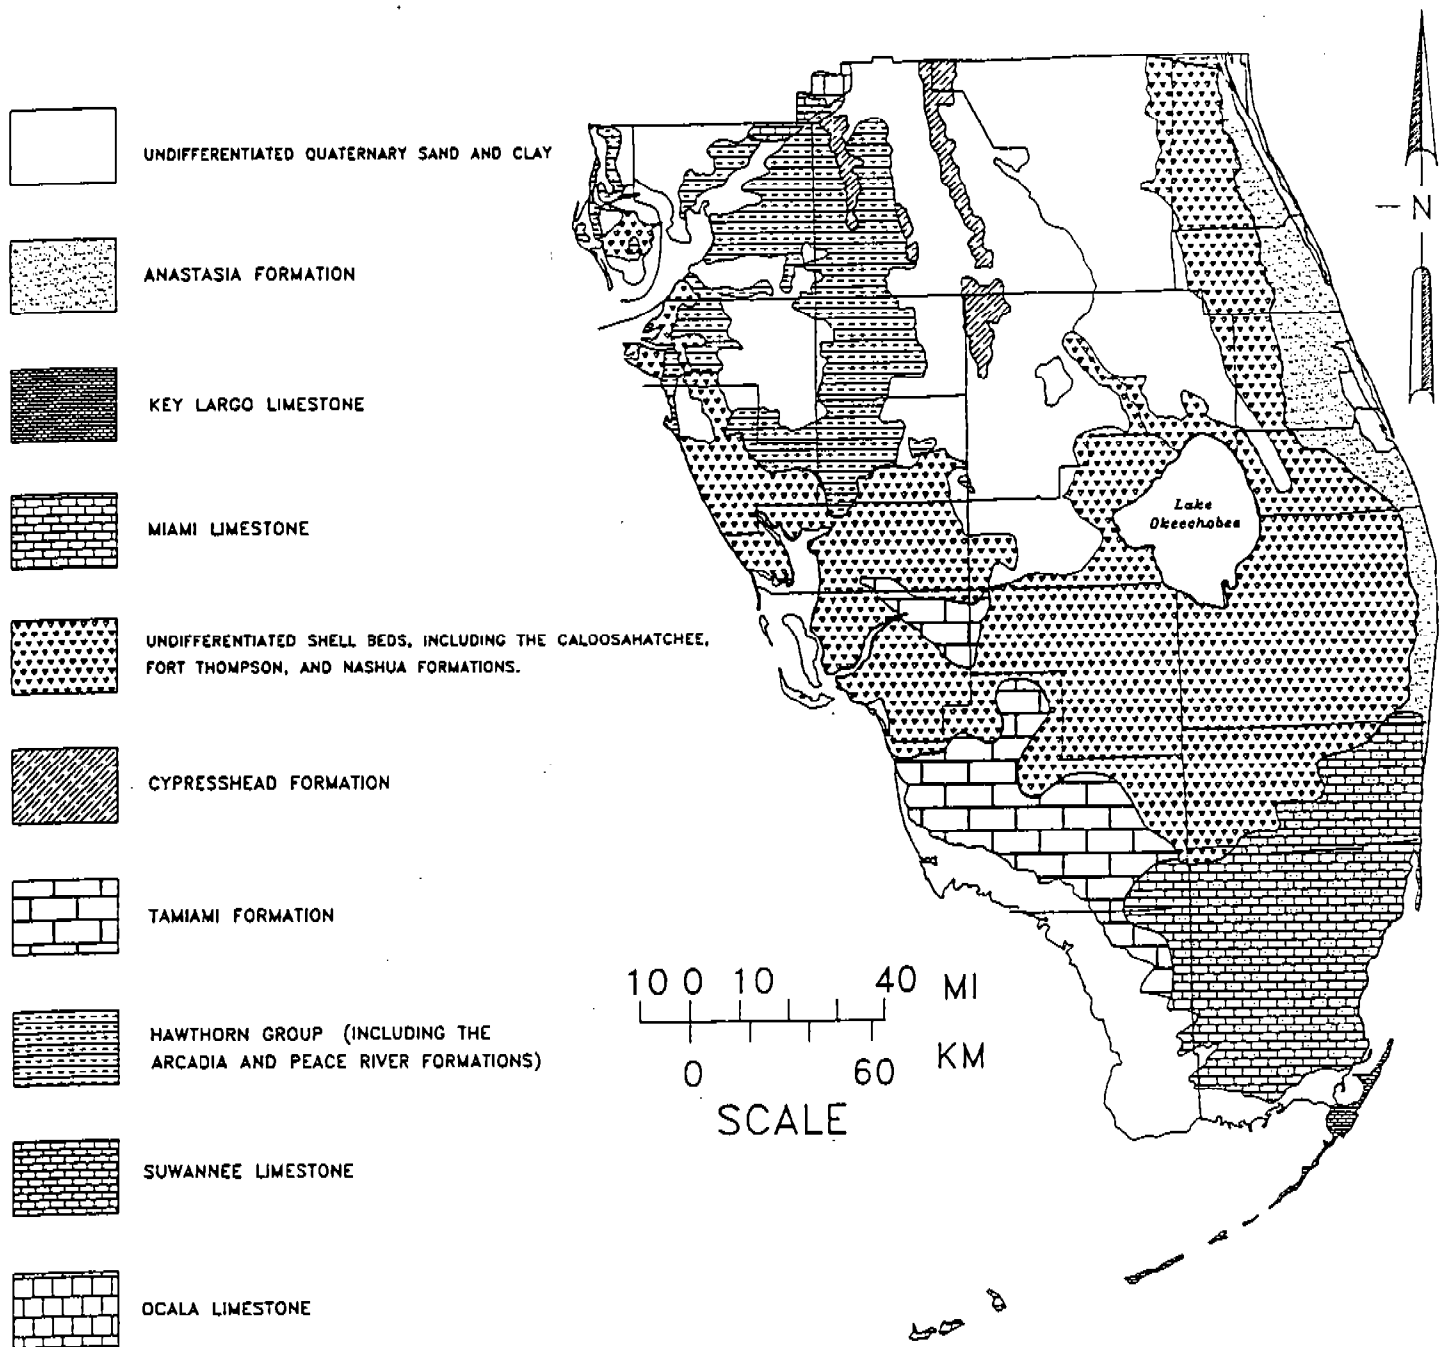 UNDIFFERENTIATED QUATERNARY SAND AND CLAY
ANASTASIA FORMATION
KEY LARGO LIMESTONE
MIAMI LIMESTONE
UNDIFFERENTIATED SHELL BEDS, INCLUDING THE CALOOSAHATCHEE,
FORT THOMPSON, AND NASHUA FORMATIONS.
CYPRESSHEAD FORMATION
TAMIAMI FORMATION
HAWTHORN GROUP (INCLUDING THE
ARCADIA AND PEACE RIVER FORMATIONS)
SUWANNEE LIMESTONE
OCALA LIMESTONE
N
Lake
Okeechobee
10 0 10 40 MI
0 60 KM
SCALE